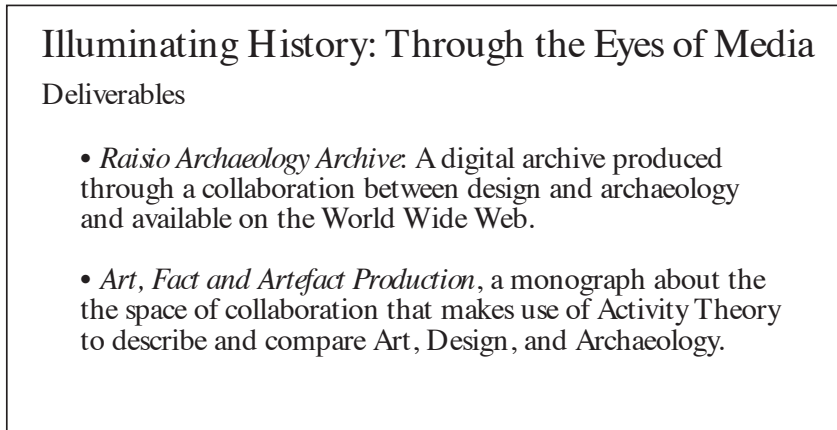 Illuminating History: Through the Eyes of Media
Deliverables
• Raisio Archaeology Archive: A digital archive produced
through a collaboration between design and archaeology
and available on the World Wide Web.
• Art, Fact and Artefact Production, a monograph about the
the space of collaboration that makes use of Activity Theory
to describe and compare Art, Design, and Archaeology.